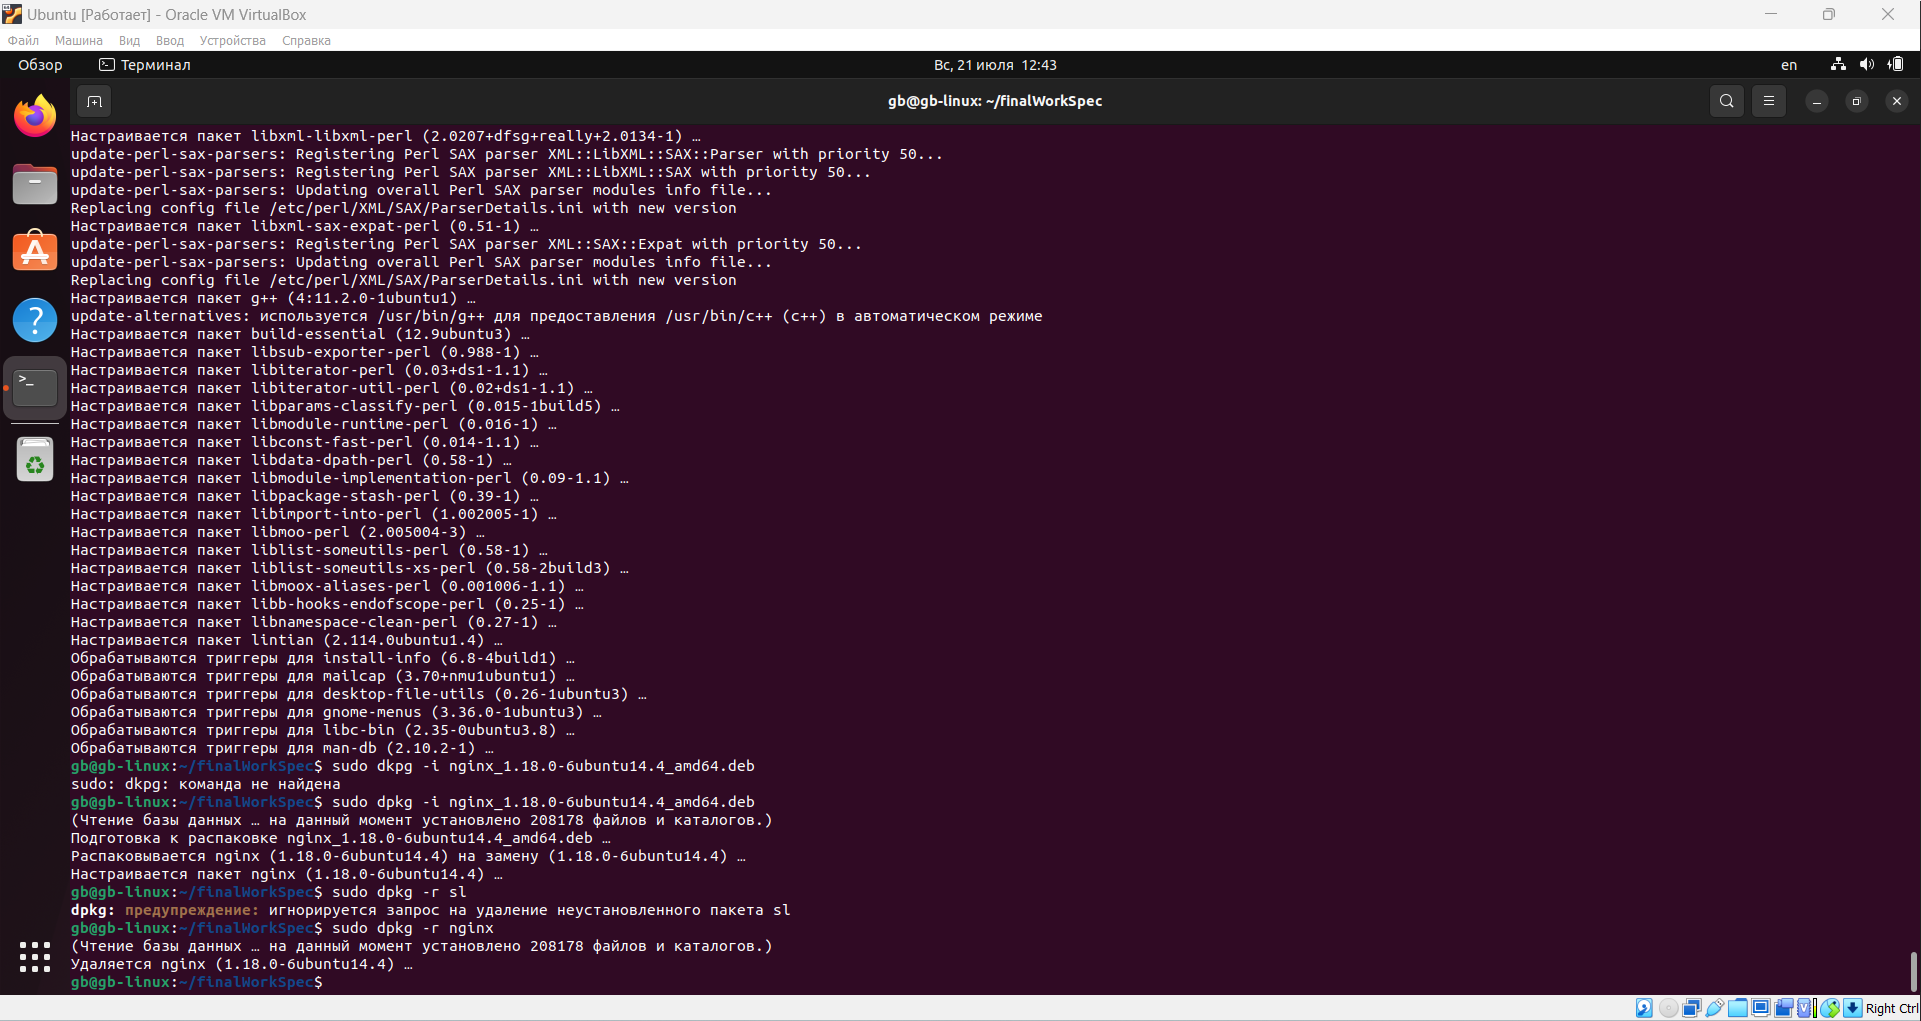 Ubuntu [Работает] - Oracle VM VirtualBox
Файл Машина Вид Ввод Устройства Справка
Обзор Терминал Вс, 21 июля 12:43 en
gb@gb-linux: ~/finalWorkSpec
Настраивается пакет libxml-libxml-perl (2.0207+dfsg+really+2.0134-1) …
update-perl-sax-parsers: Registering Perl SAX parser XML::LibXML::SAX::Parser with priority 50...
update-perl-sax-parsers: Registering Perl SAX parser XML::LibXML::SAX with priority 50...
update-perl-sax-parsers: Updating overall Perl SAX parser modules info file...
Replacing config file /etc/perl/XML/SAX/ParserDetails.ini with new version
Настраивается пакет libxml-sax-expat-perl (0.51-1) …
update-perl-sax-parsers: Registering Perl SAX parser XML::SAX::Expat with priority 50...
update-perl-sax-parsers: Updating overall Perl SAX parser modules info file...
Replacing config file /etc/perl/XML/SAX/ParserDetails.ini with new version
Настраивается пакет g++ (4:11.2.0-1ubuntu1) …
update-alternatives: используется /usr/bin/g++ для предоставления /usr/bin/c++ (c++) в автоматическом режиме
Настраивается пакет build-essential (12.9ubuntu3) …
Настраивается пакет libsub-exporter-perl (0.988-1) …
Настраивается пакет libiterator-perl (0.03+ds1-1.1) …
Настраивается пакет libiterator-util-perl (0.02+ds1-1.1) …
Настраивается пакет libparams-classify-perl (0.015-1build5) …
Настраивается пакет libmodule-runtime-perl (0.016-1) …
Настраивается пакет libconst-fast-perl (0.014-1.1) …
Настраивается пакет libdata-dpath-perl (0.58-1) …
Настраивается пакет libmodule-implementation-perl (0.09-1.1) …
Настраивается пакет libpackage-stash-perl (0.39-1) …
Настраивается пакет libimport-into-perl (1.002005-1) …
Настраивается пакет libmoo-perl (2.005004-3) …
Настраивается пакет liblist-someutils-perl (0.58-1) …
Настраивается пакет liblist-someutils-xs-perl (0.58-2build3) …
Настраивается пакет libmoox-aliases-perl (0.001006-1.1) …
Настраивается пакет libb-hooks-endofscope-perl (0.25-1) …
Настраивается пакет libnamespace-clean-perl (0.27-1) …
Настраивается пакет lintian (2.114.0ubuntu1.4) …
Обрабатываются триггеры для install-info (6.8-4build1) …
Обрабатываются триггеры для mailcap (3.70+nmu1ubuntu1) …
Обрабатываются триггеры для desktop-file-utils (0.26-1ubuntu3) …
Обрабатываются триггеры для gnome-menus (3.36.0-1ubuntu3) …
Обрабатываются триггеры для libc-bin (2.35-0ubuntu3.8) …
Обрабатываются триггеры для man-db (2.10.2-1) …
gb@gb-linux:~/finalWorkSpec$ sudo dkpg -i nginx_1.18.0-6ubuntu14.4_amd64.deb
sudo: dkpg: команда не найдена
gb@gb-linux:~/finalWorkSpec$ sudo dpkg -i nginx_1.18.0-6ubuntu14.4_amd64.deb
(Чтение базы данных … на данный момент установлено 208178 файлов и каталогов.)
Подготовка к распаковке nginx_1.18.0-6ubuntu14.4_amd64.deb …
Распаковывается nginx (1.18.0-6ubuntu14.4) на замену (1.18.0-6ubuntu14.4) …
Настраивается пакет nginx (1.18.0-6ubuntu14.4) …
gb@gb-linux:~/finalWorkSpec$ sudo dpkg -r sl
dpkg: предупреждение: игнорируется запрос на удаление неустановленного пакета sl
gb@gb-linux:~/finalWorkSpec$ sudo dpkg -r nginx
(Чтение базы данных … на данный момент установлено 208178 файлов и каталогов.)
Удаляется nginx (1.18.0-6ubuntu14.4) …
gb@gb-linux:~/finalWorkSpec$
Right Ctrl